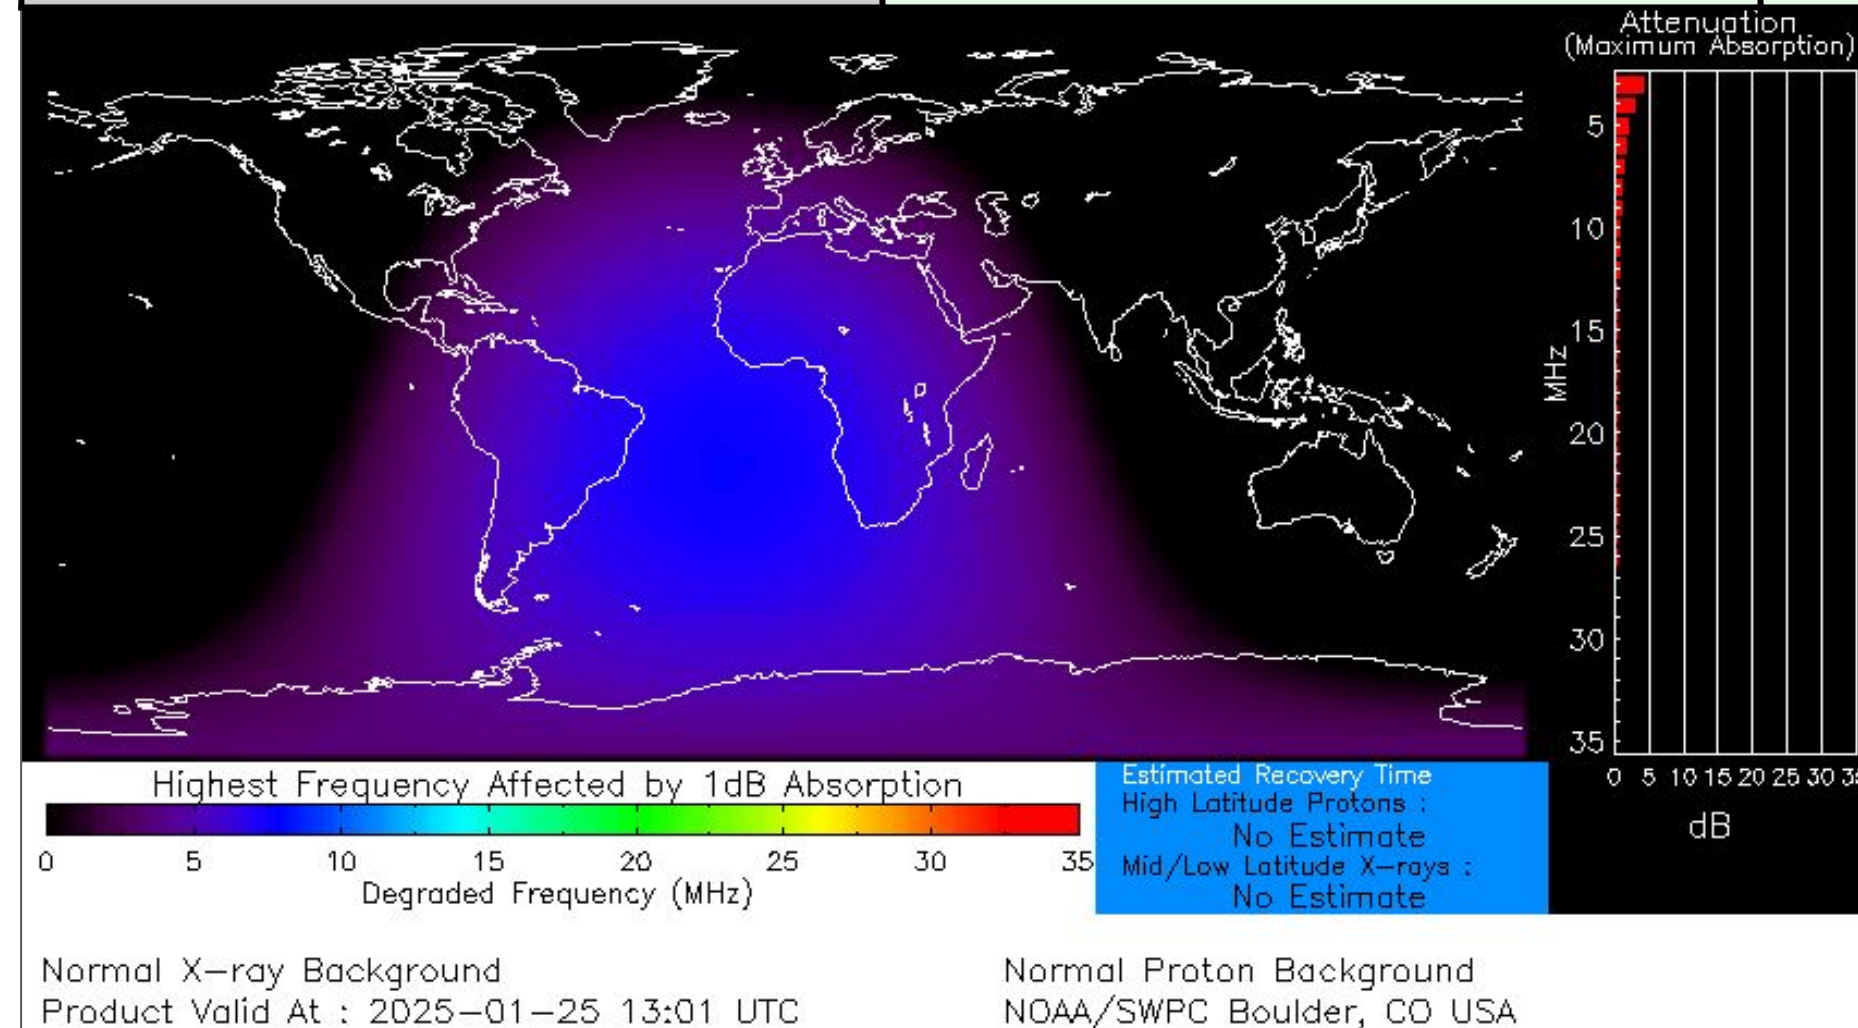 Attenuation
(Maximum Absorption)
5
10
15
20
25
30
35
MHz
0 5 10 15 20 25 30
dB
Highest Frequency Affected by 1dB Absorption
0 5 10 15 20 25 30 35
Degraded Frequency (MHz)
Estimated Recovery Time
High Latitude Protons :
No Estimate
Mid/Low Latitude X-rays :
No Estimate
Normal X-ray Background
Normal Proton Background
Product Valid At : 2025-01-25 13:01 UTC
NOAA/SWPC Boulder, CO USA